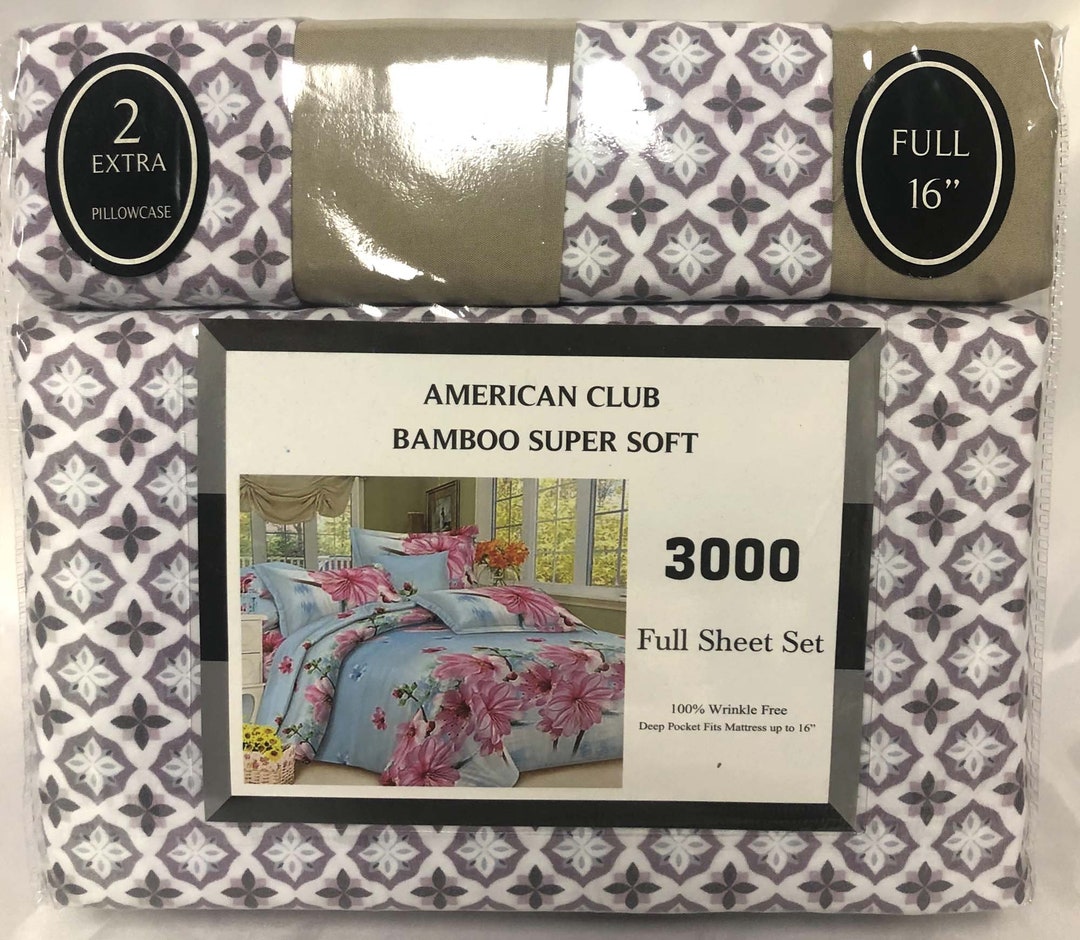 2
EXTRA
PILLOWCASE
FULL
16”
AMERICAN CLUB
BAMBOO SUPER SOFT
3000
Full Sheet Set
100% Wrinkle Free
Deep Pocket Fits Mattress up to 16”